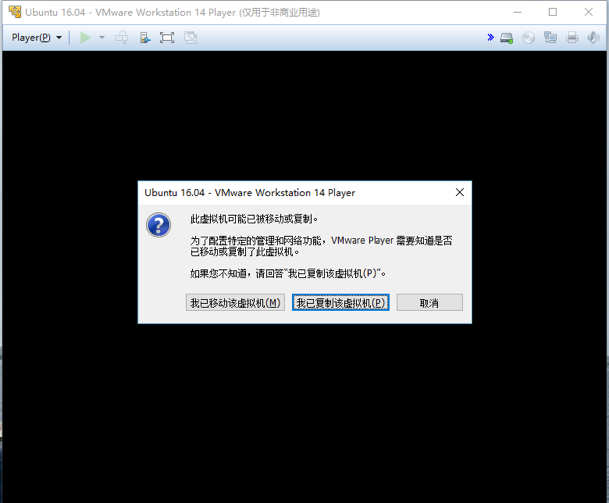 Ubuntu 16.04 - VMware Workstation 14 Player (仅用于非商业用途)
Player(P)
Ubuntu 16.04 - VMware Workstation 14 Player
此虚拟机可能已被移动或复制。
为了配置特定的管理和网络功能，VMware Player 需要知道是否
已移动或复制了此虚拟机。
如果您不知道，请回答“我已复制该虚拟机(P)”。
我已移动该虚拟机(M) 我已复制该虚拟机(P) 取消